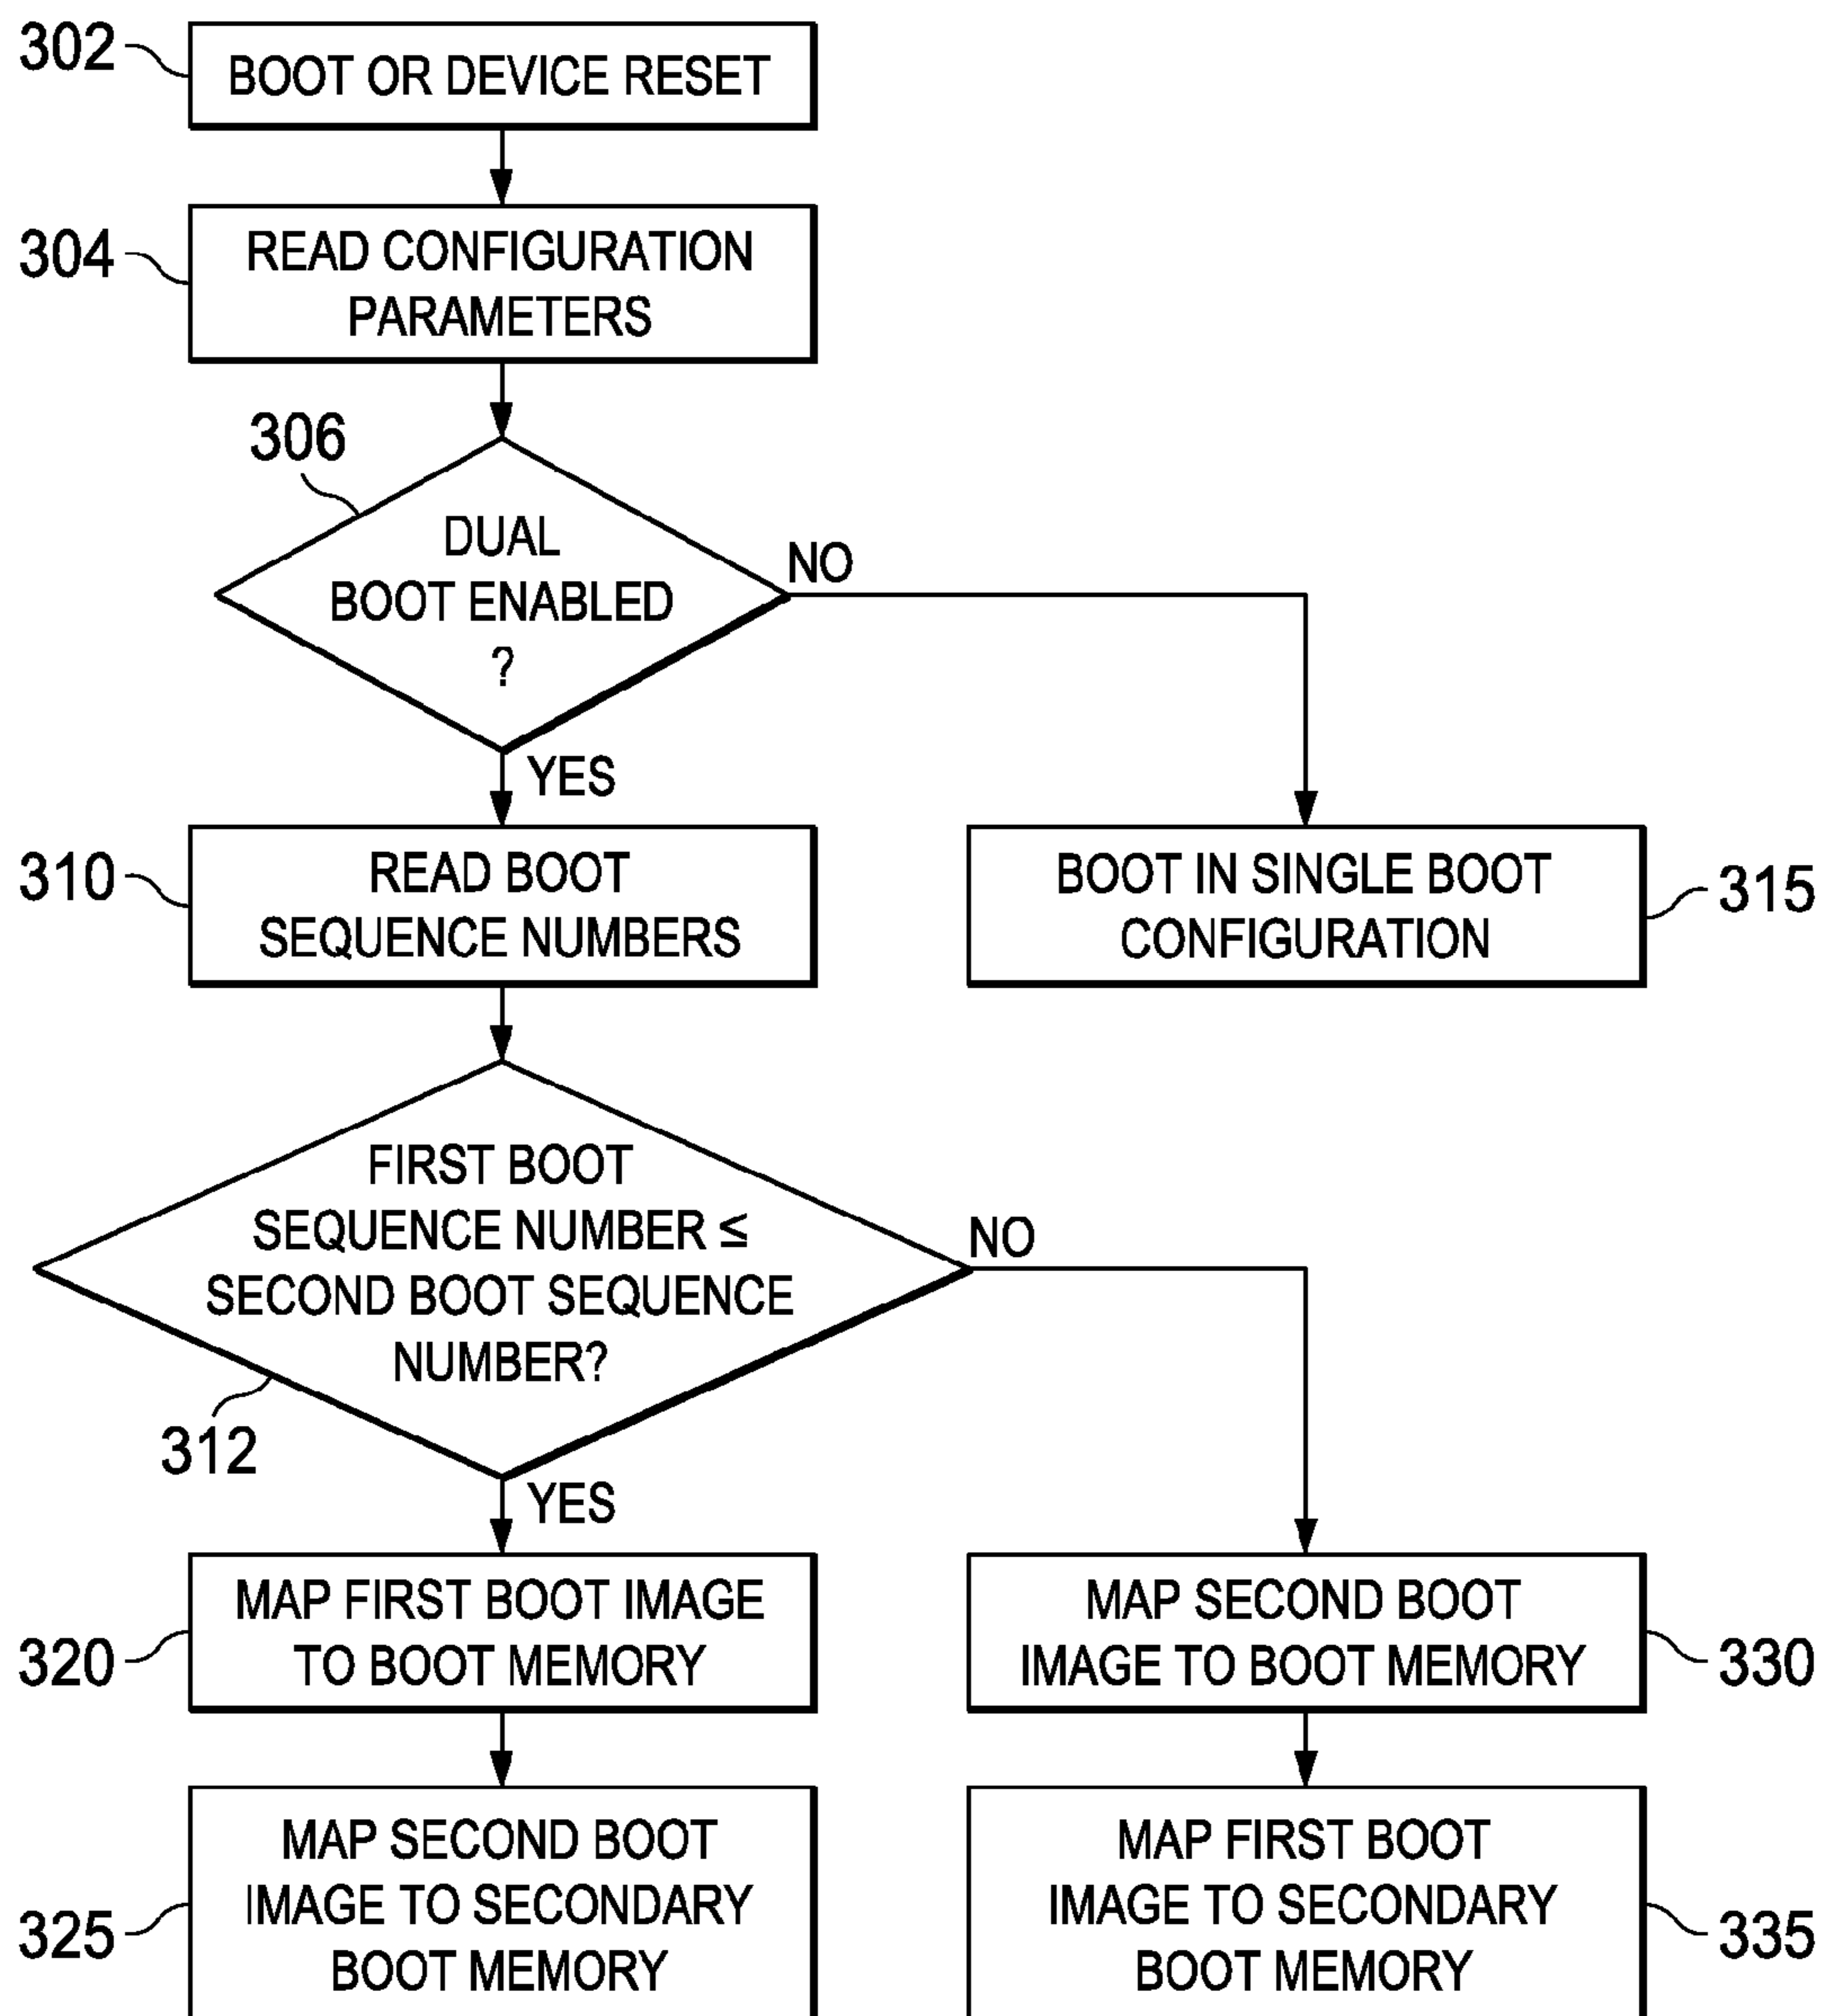 302
BOOT OR DEVICE RESET
304
READ CONFIGURATION
PARAMETERS
306
DUAL
BOOT ENABLED
?
NO
YES
310
READ BOOT
SEQUENCE NUMBERS
BOOT IN SINGLE BOOT
CONFIGURATION
315
FIRST BOOT
SEQUENCE NUMBER ≤
SECOND BOOT SEQUENCE
NUMBER?
NO
312
YES
320
MAP FIRST BOOT IMAGE
TO BOOT MEMORY
MAP SECOND BOOT
IMAGE TO BOOT MEMORY
330
325
MAP SECOND BOOT
IMAGE TO SECONDARY
BOOT MEMORY
MAP FIRST BOOT
IMAGE TO SECONDARY
BOOT MEMORY
335